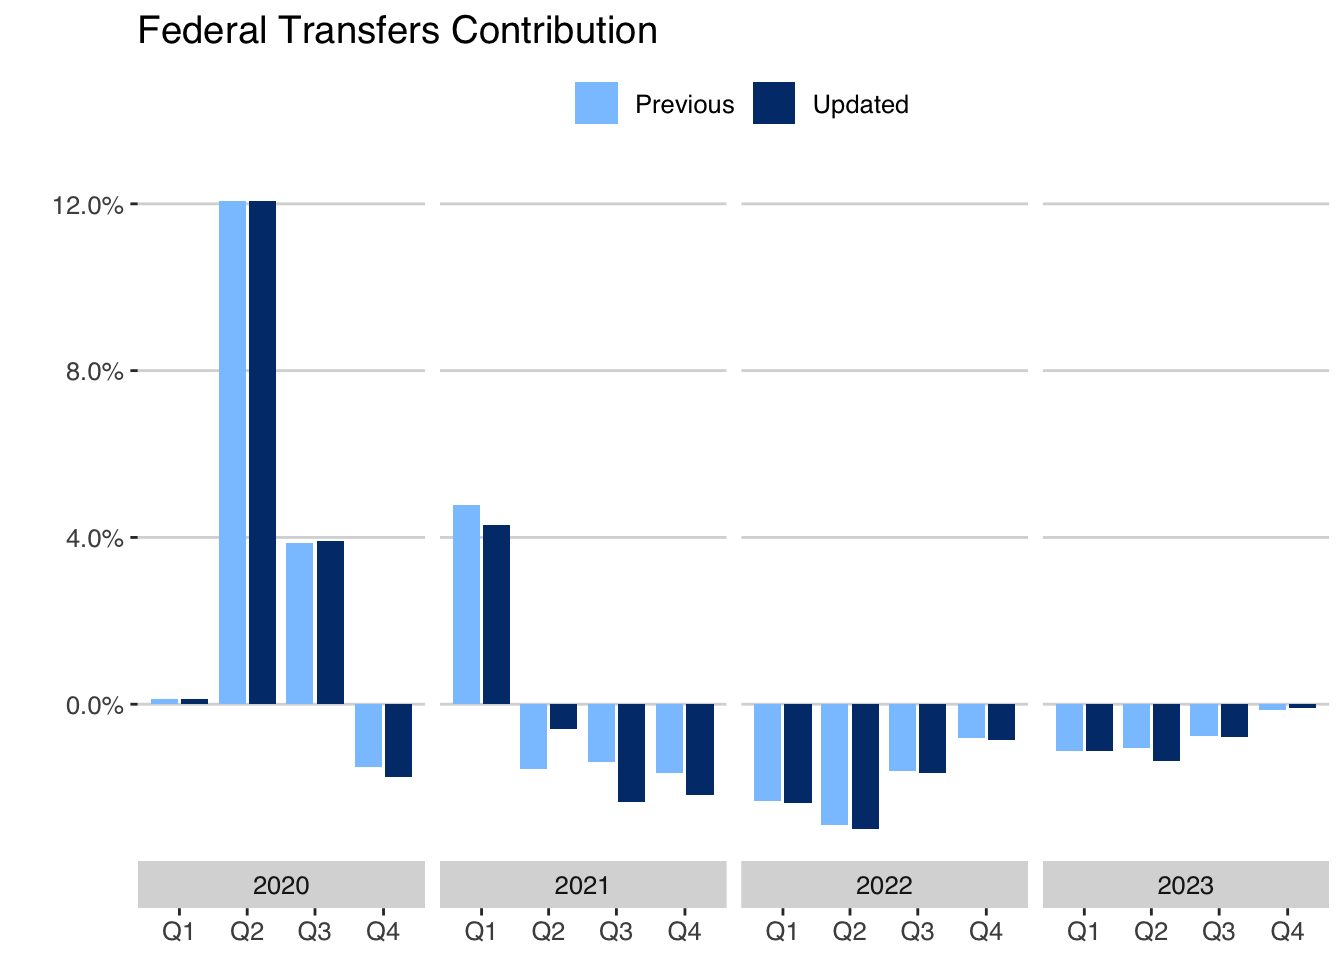 Federal Transfers Contribution
Previous Updated
12.0%
8.0%
4.0%
0.0%
2020 2021 2022 2023
Q1 Q2 Q3 Q4 Q1 Q2 Q3 Q4 Q1 Q2 Q3 Q4 Q1 Q2 Q3 Q4